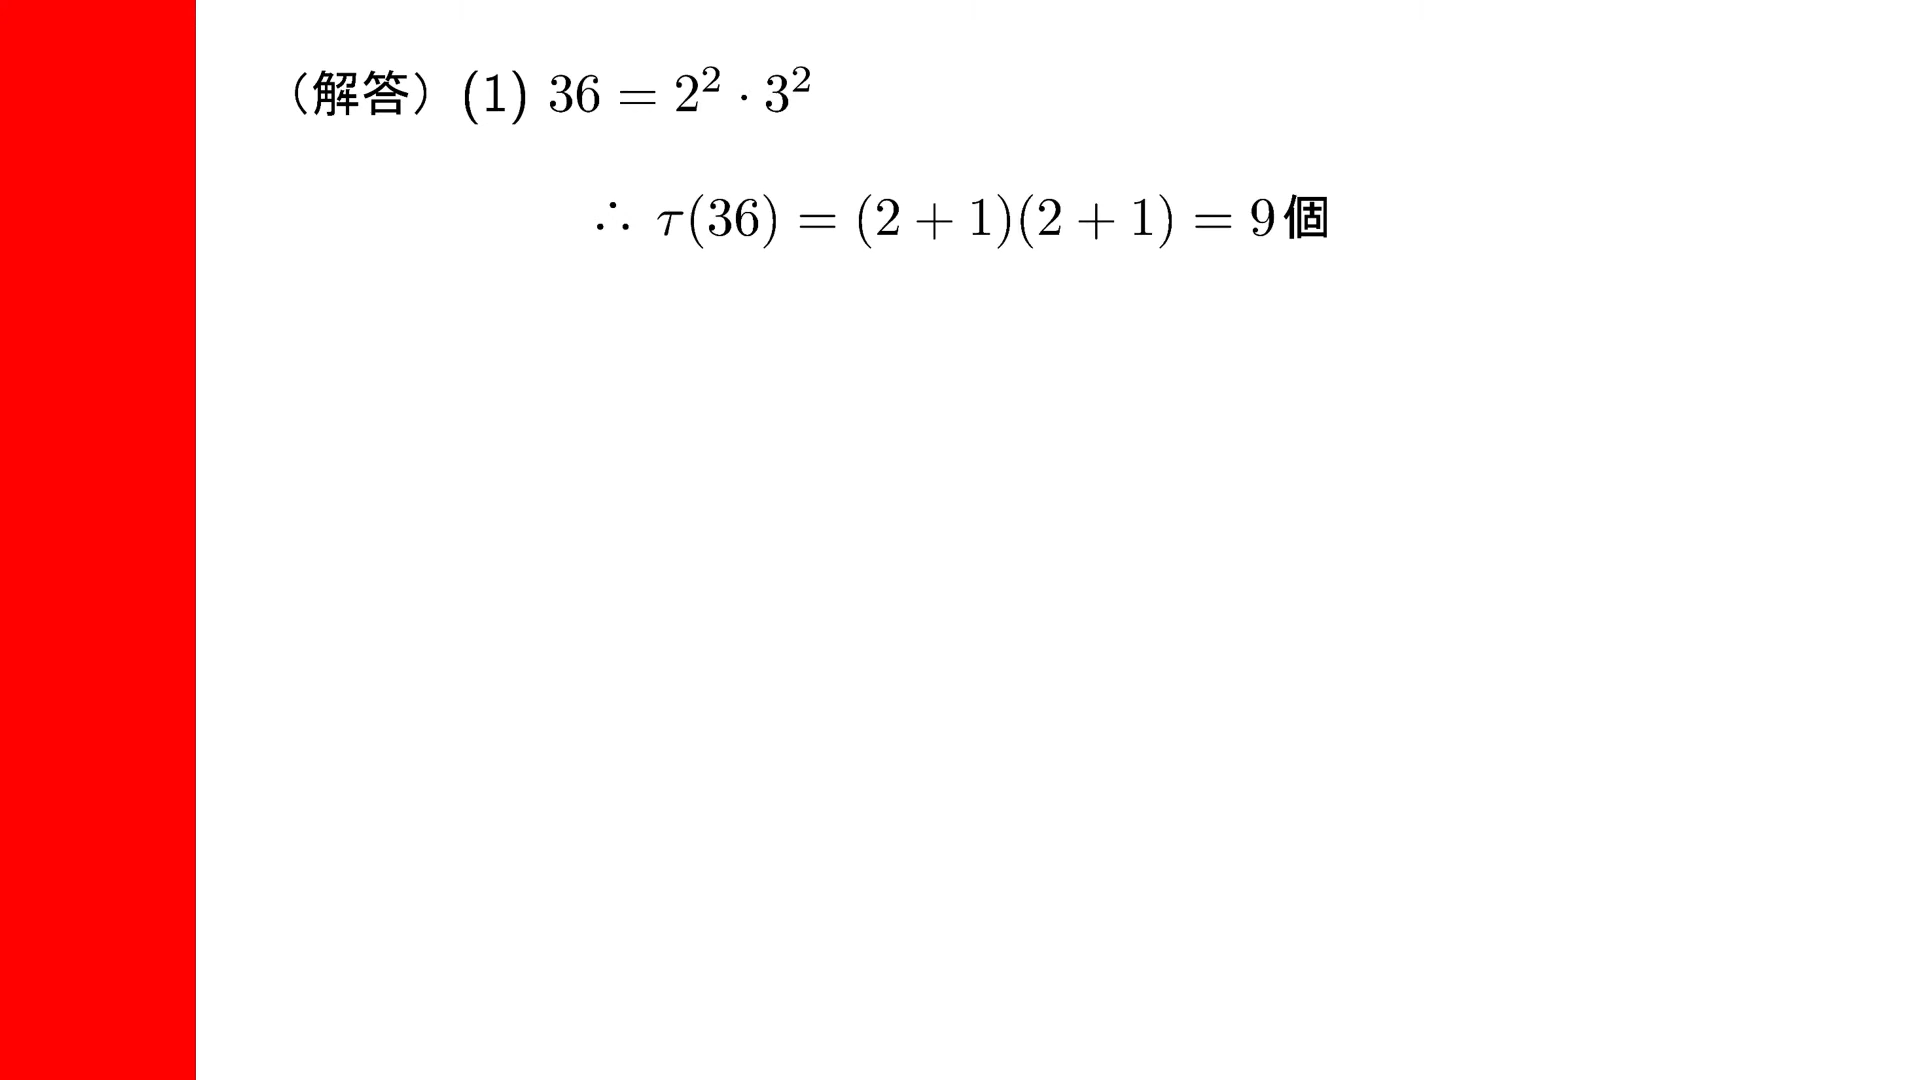 （解答）(1) 36 = 2² · 3²
∴ τ(36) = (2 + 1)(2 + 1) = 9個